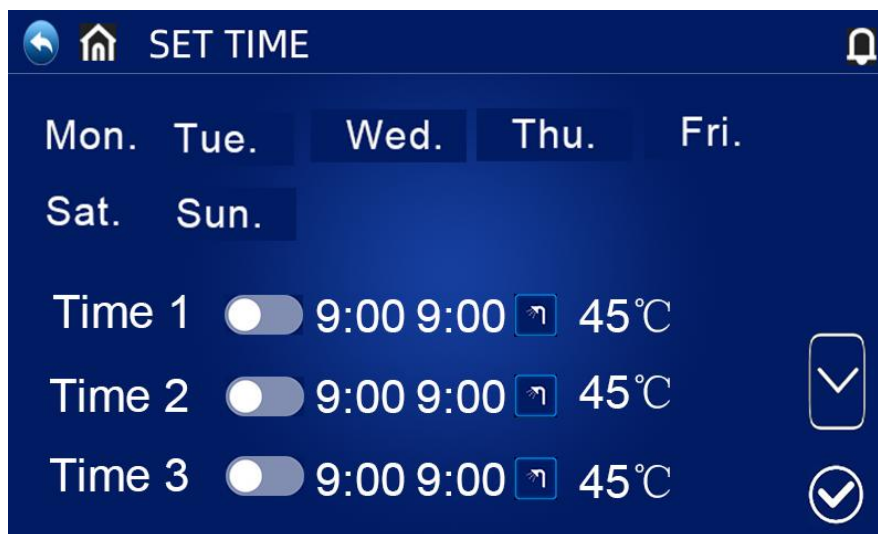 SET TIME
Mon. Tue. Wed. Thu. Fri.
Sat. Sun.
Time 1 9:00 9:00 45℃
Time 2 9:00 9:00 45℃
Time 3 9:00 9:00 45℃